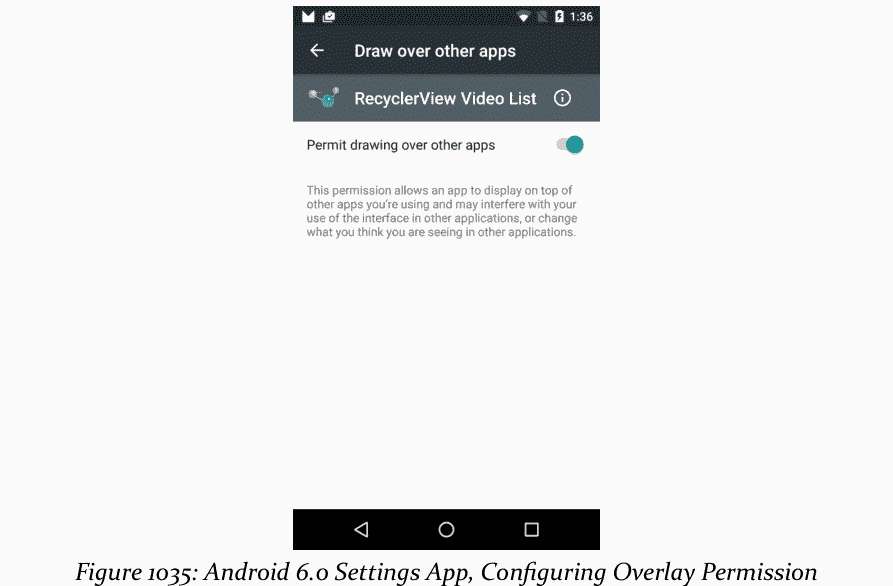 1:36
Draw over other apps
RecyclerView Video List
Permit drawing over other apps
This permission allows an app to display on top of
other apps you're using and may interfere with your
use of the interface in other applications, or change
what you think you are seeing in other applications.
Figure 1035: Android 6.0 Settings App, Configuring Overlay Permission